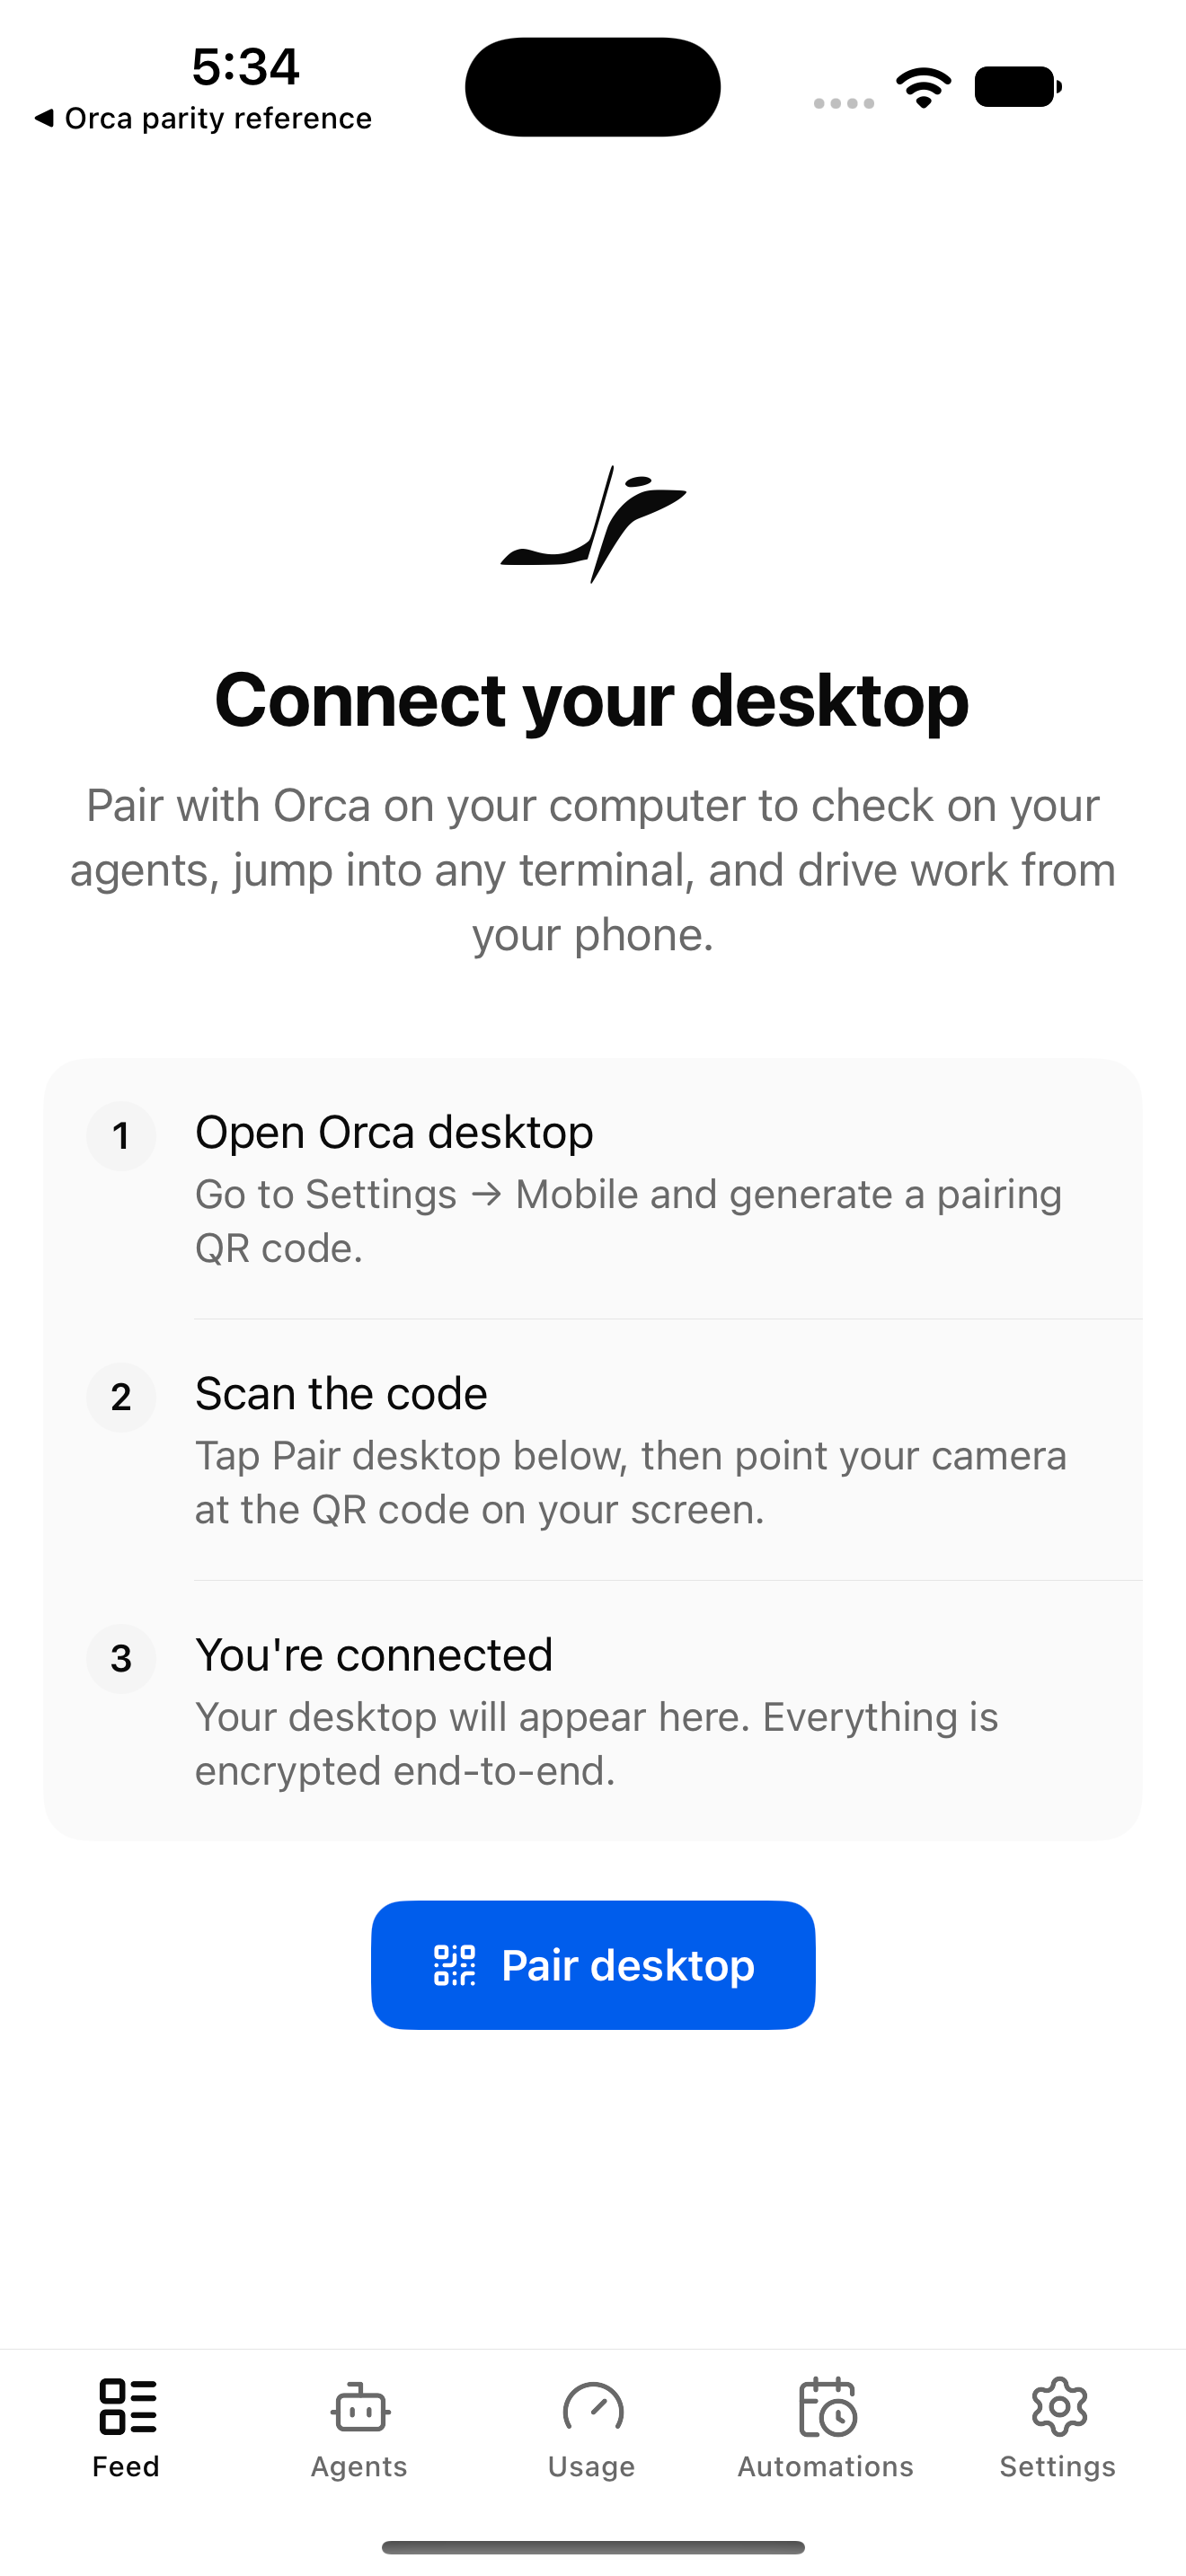 5:34
◀ Orca parity reference
Connect your desktop
Pair with Orca on your computer to check on your
agents, jump into any terminal, and drive work from
your phone.
1
Open Orca desktop
Go to Settings → Mobile and generate a pairing
QR code.
2
Scan the code
Tap Pair desktop below, then point your camera
at the QR code on your screen.
3
You're connected
Your desktop will appear here. Everything is
encrypted end-to-end.
Pair desktop
Feed
Agents
Usage
Automations
Settings